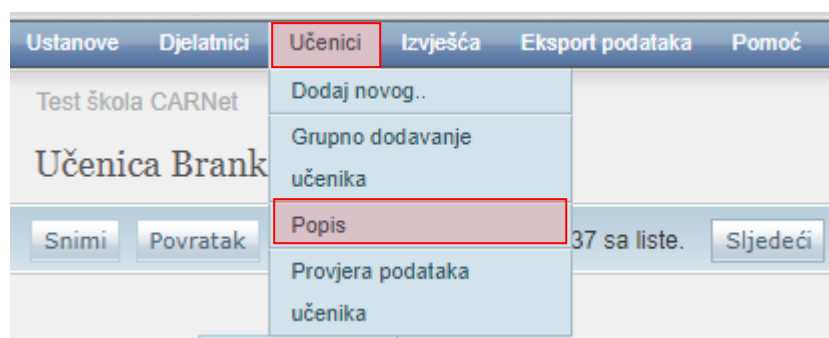 Ustanove Djelatnici Učenici Izvješća Eksport podataka Pomoć
Test škola CARNet
Dodaj novog..
Učenica Brank
Grupno dodavanje
učenika
Popis
Snimi Povratak 37 sa liste. Sljedeći
Provjera podataka
učenika